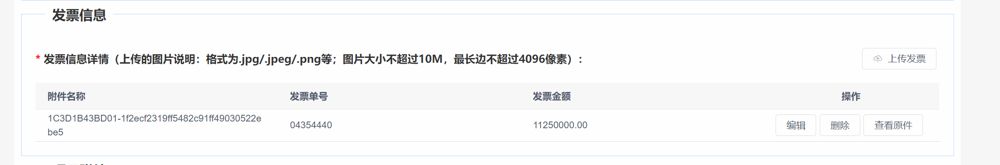 发票信息
* 发票信息详情（上传的图片说明：格式为.jpg/.jpeg/.png等；图片大小不超过10M，最长边不超过4096像素）：
上传发票
附件名称 发票单号 发票金额 操作
1C3D1B43BD01-1f2ecf2319ff5482c91ff49030522e
be5
04354440 11250000.00 编辑 删除 查看原件